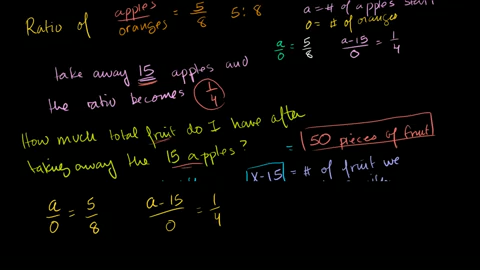 a = # of apples start
Ratio of apples/oranges = 5/8 5:8
o = # of oranges
a/o = 5/8 a-15/o = 1/4
take away 15 apples and
the ratio becomes 1/4
How much total fruit do I have after
taking away the 15 apples?
= 50 pieces of fruit
x-15 = # of fruit we
a/o = 5/8 a-15/o = 1/4